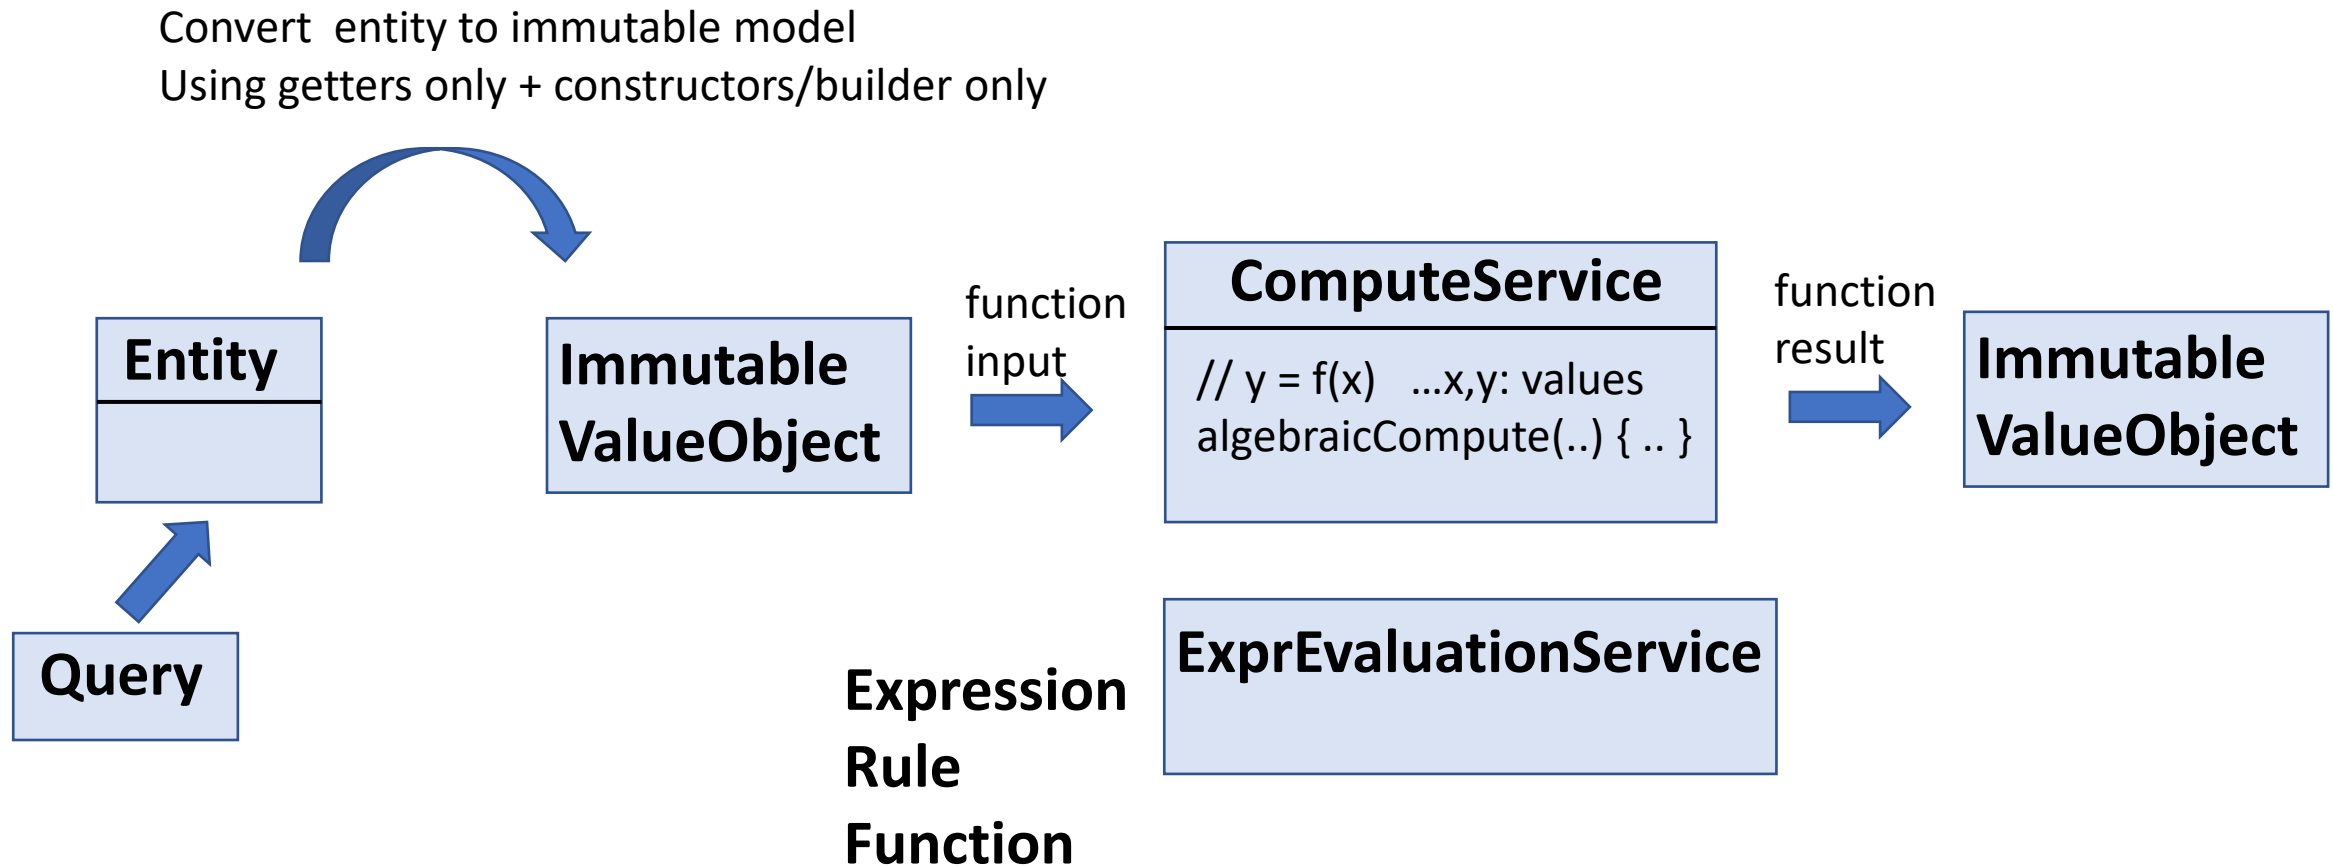 Convert entity to immutable model
Using getters only + constructors/builder only
Entity
Query
Immutable
ValueObject
function
input
ComputeService
// y = f(x) ...x,y: values
algebraicCompute(..) { .. }
function
result
Immutable
ValueObject
Expression
Rule
Function
ExprEvaluationService